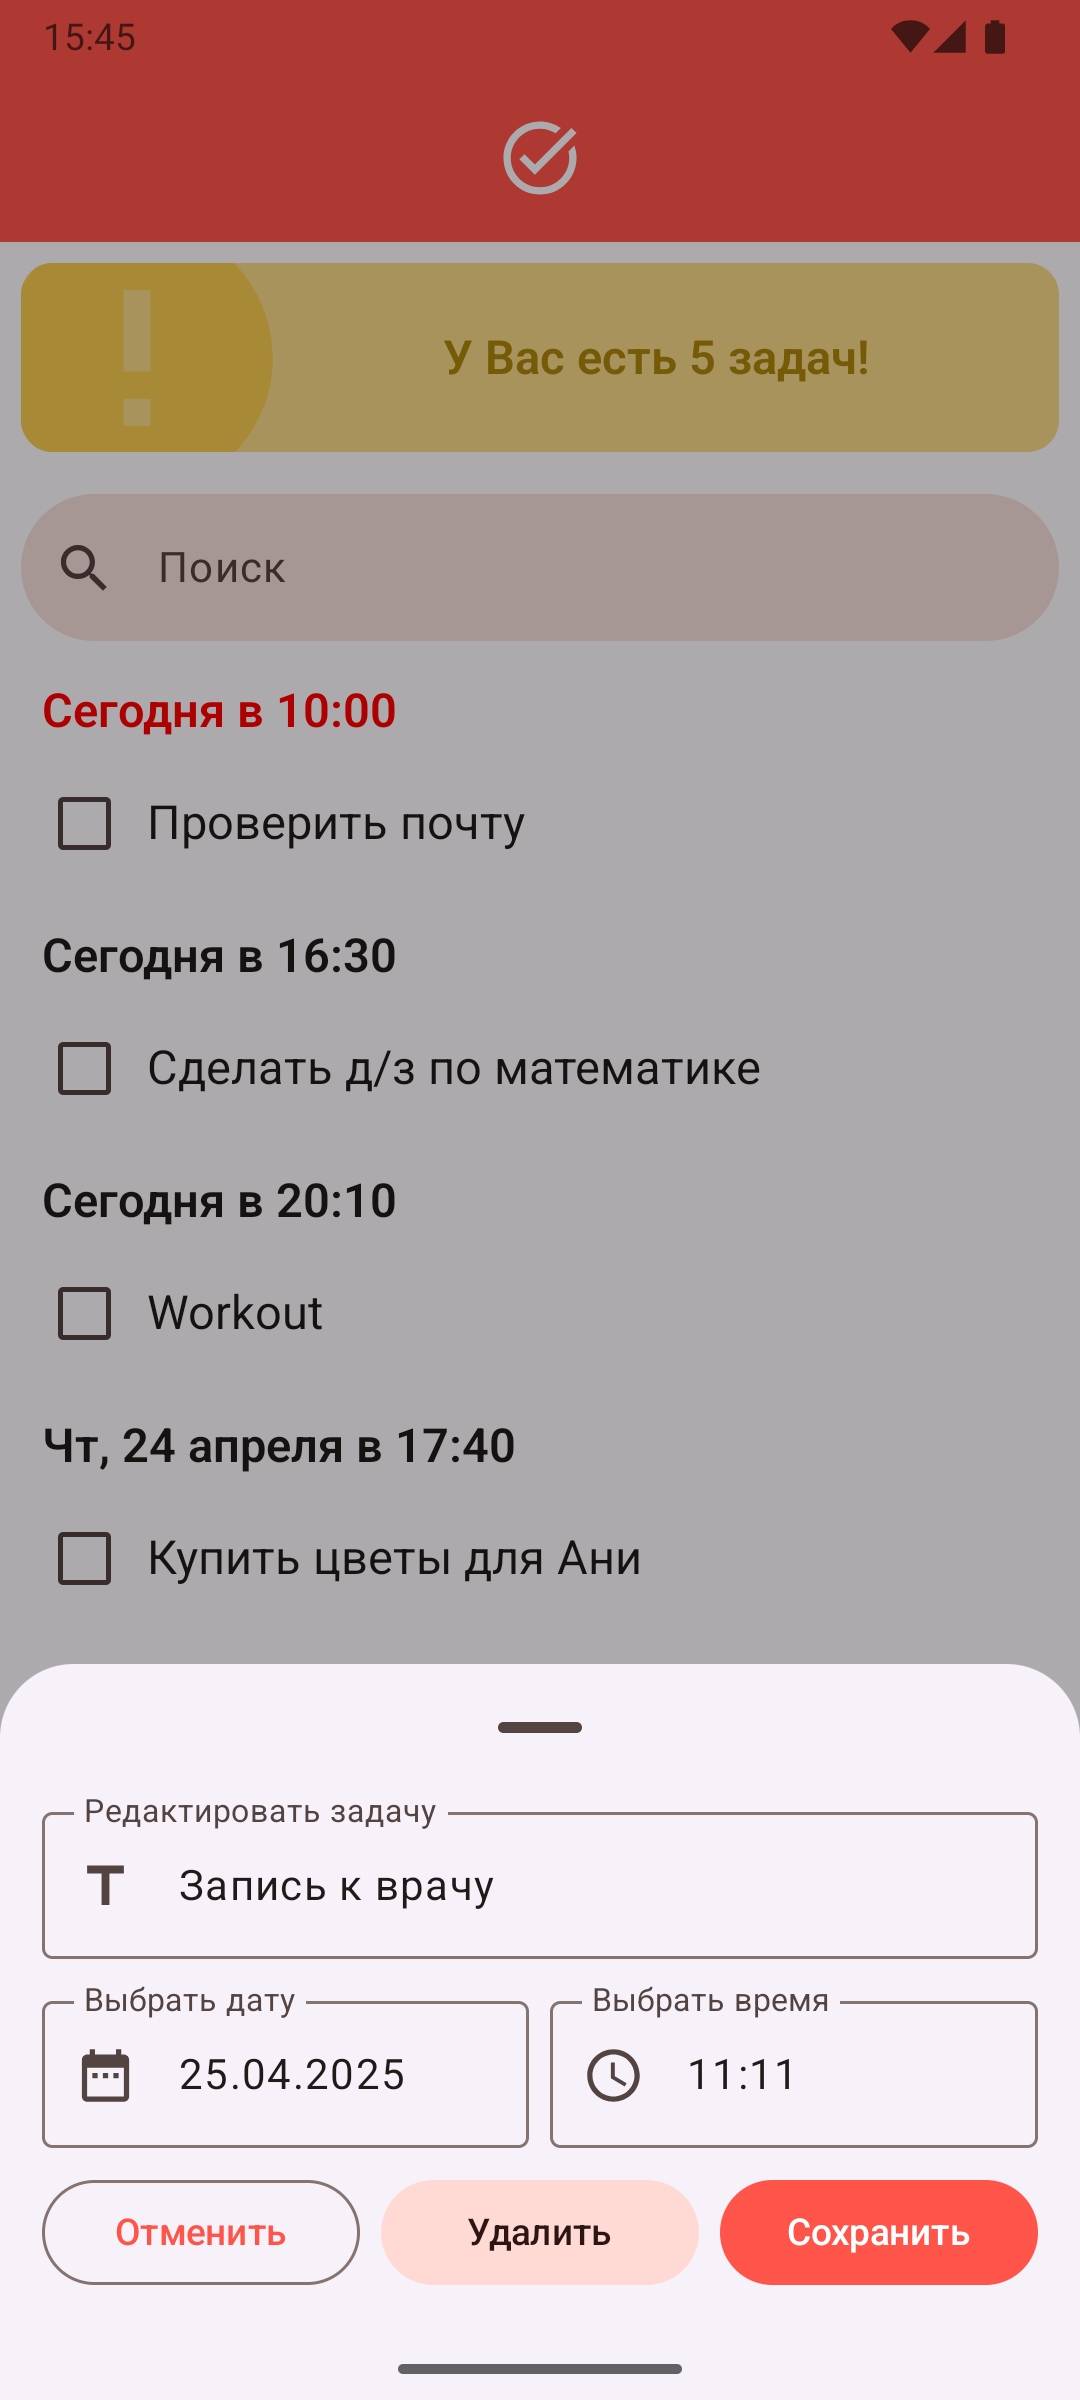 15:45
У Вас есть 5 задач!
Поиск
Сегодня в 10:00
Проверить почту
Сегодня в 16:30
Сделать д/з по математике
Сегодня в 20:10
Workout
Чт, 24 апреля в 17:40
Купить цветы для Ани
Редактировать задачу
Запись к врачу
Выбрать дату
Выбрать время
25.04.2025
11:11
Отменить
Удалить
Сохранить